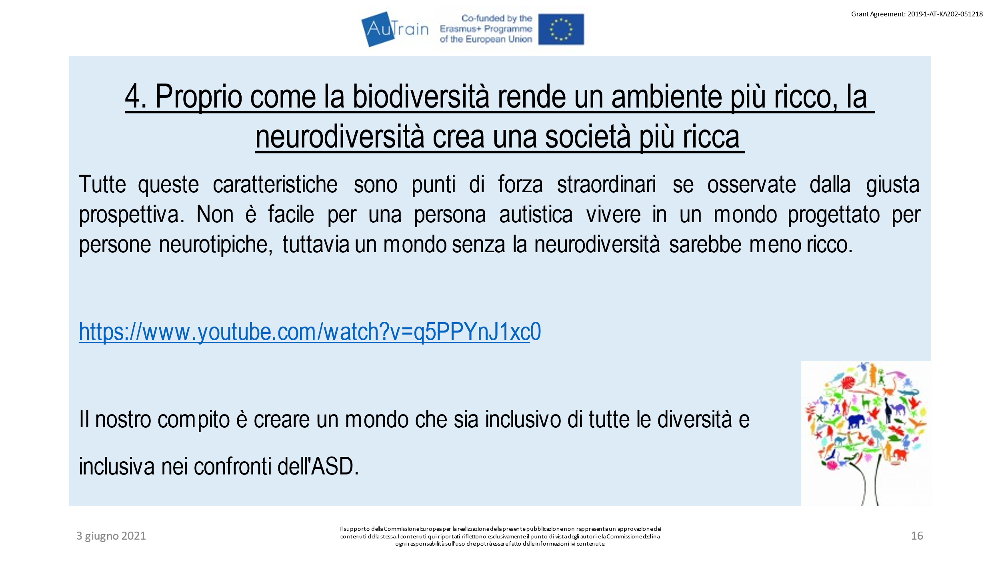 AuTrain
Co-funded by the
Erasmus+ Programme
of the European Union
Grant Agreement: 2019-1-AT-KA202-051218
4. Proprio come la biodiversità rende un ambiente più ricco, la
neurodiversità crea una società più ricca
Tutte queste caratteristiche sono punti di forza straordinari se osservate dalla giusta
prospettiva. Non è facile per una persona autistica vivere in un mondo progettato per
persone neurotipiche, tuttavia un mondo senza la neurodiversità sarebbe meno ricco.
https://www.youtube.com/watch?v=q5PPYnJ1xc0
Il nostro compito è creare un mondo che sia inclusivo di tutte le diversità e
inclusiva nei confronti dell'ASD.
3 giugno 2021
Il supporto della Commissione Europea per la realizzazione della presente pubblicazione non rappresenta un'approvazione dei
contenuti della stessa. I contenuti qui riportati riflettono esclusivamente il punto di vista degli autori e la Commissione declina
ogni responsabilità sull’uso che potrà essere fatto delle informazioni ivi contenute.
16